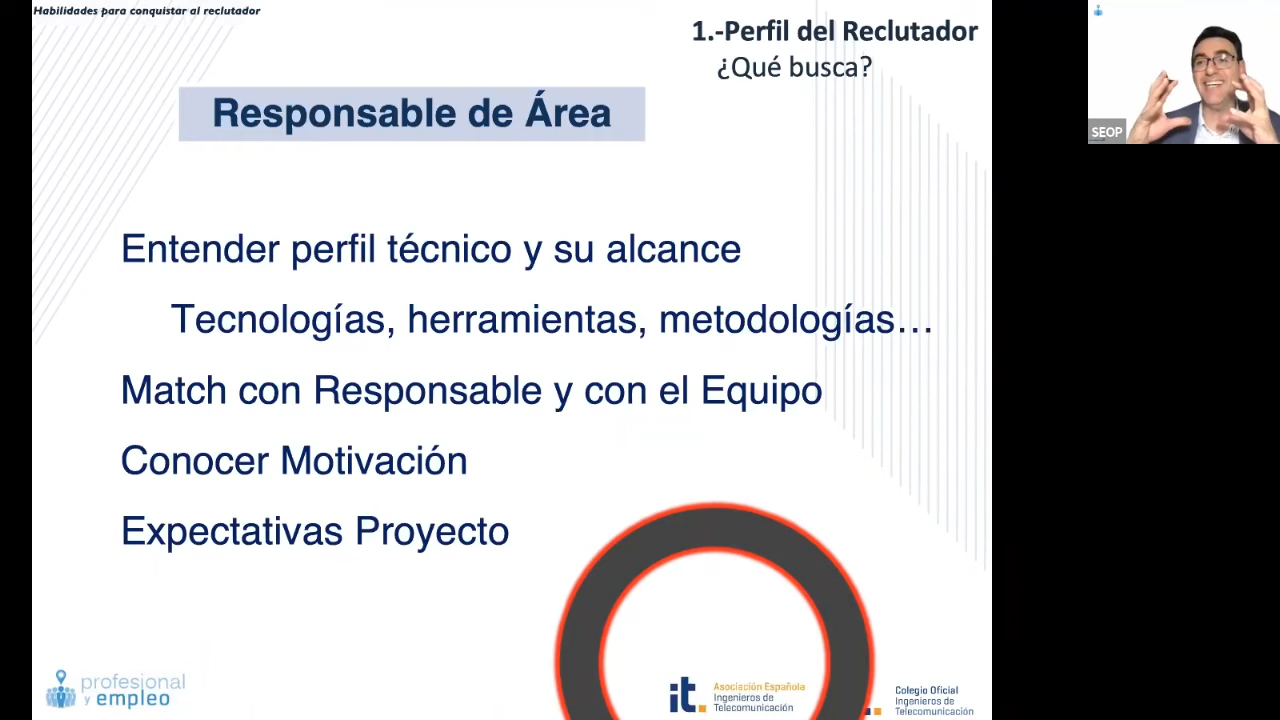 Habilidades para conquistar al reclutador
1.-Perfil del Reclutador
¿Qué busca?
SEOP
Responsable de Área
Entender perfil técnico y su alcance
Tecnologías, herramientas, metodologías...
Match con Responsable y con el Equipo
Conocer Motivación
Expectativas Proyecto
profesional
y empleo
it.
Asociación Española
Ingenieros de
Telecomunicación
Colegio Oficial
Ingenieros de
Telecomunicación